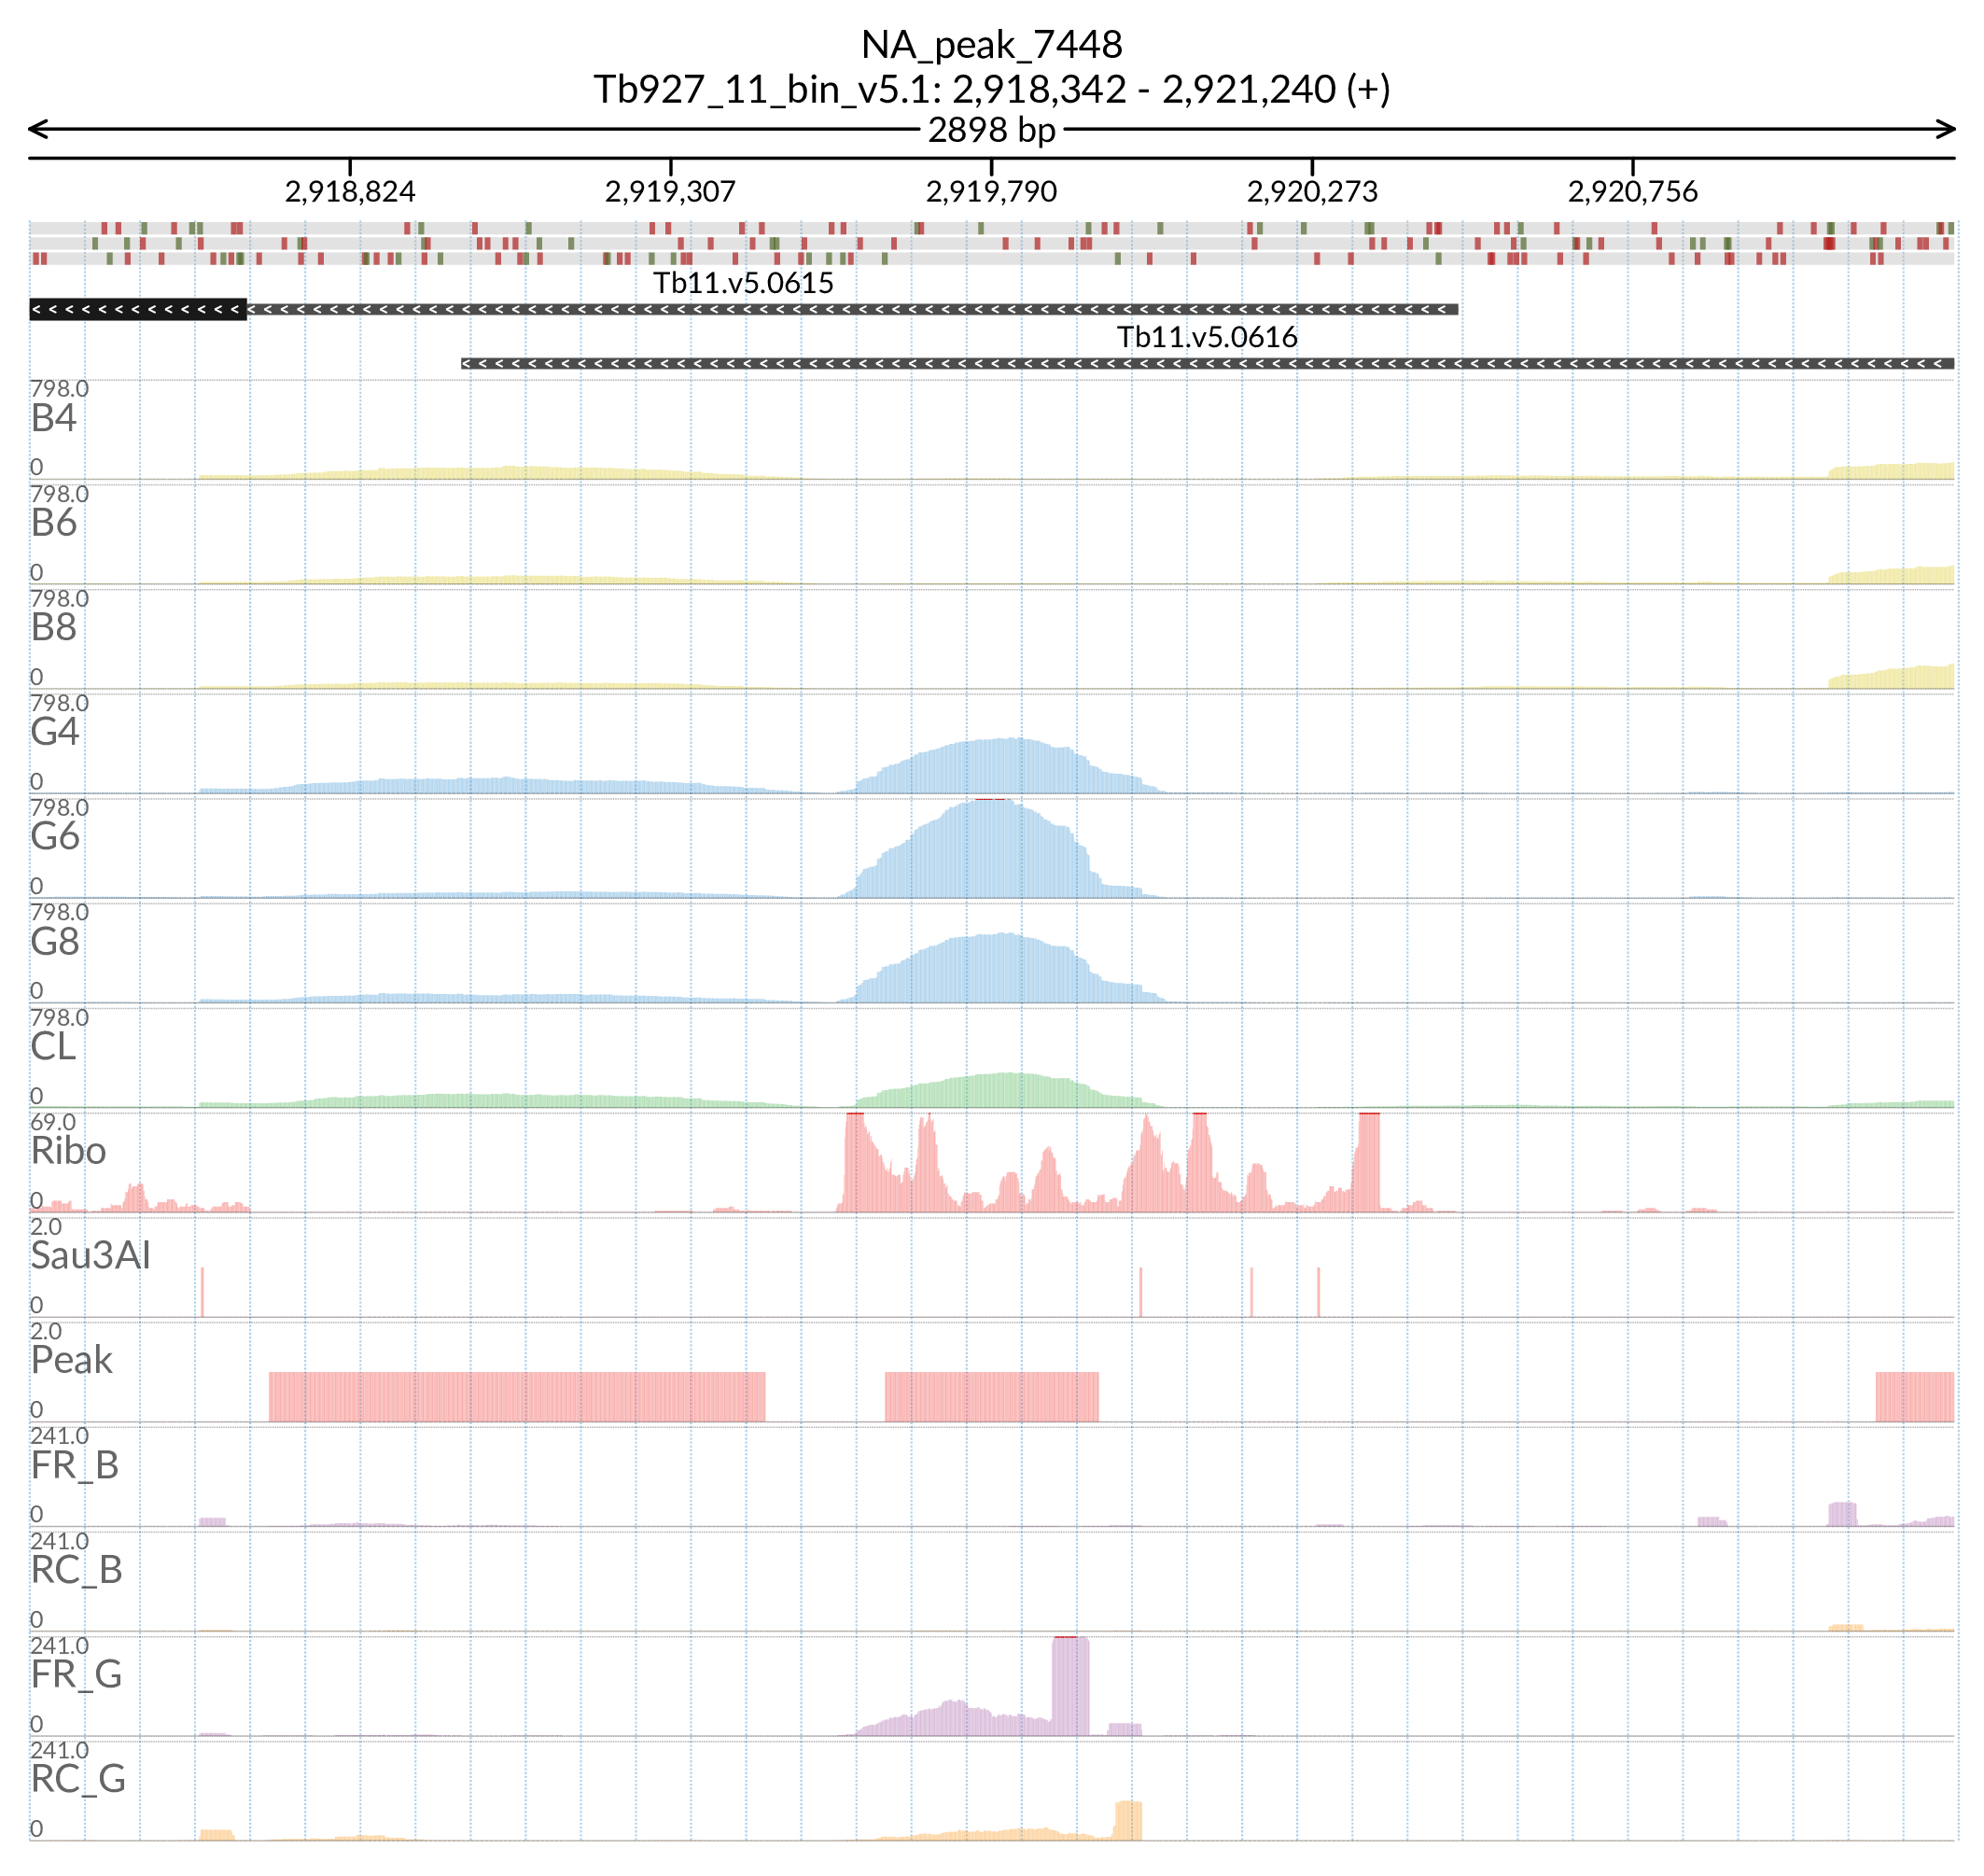 NA_peak_7448
Tb927_11_bin_v5.1: 2,918,342 - 2,921,240 (+)
2898 bp
2,918,824 2,919,307 2,919,790 2,920,273 2,920,756
Tb11.v5.0615
Tb11.v5.0616
798.0
B4
0
798.0
B6
0
798.0
B8
0
798.0
G4
0
798.0
G6
0
798.0
G8
0
798.0
CL
0
69.0
Ribo
0
2.0
Sau3AI
0
2.0
Peak
0
241.0
FR_B
0
241.0
RC_B
0
241.0
FR_G
0
241.0
RC_G
0